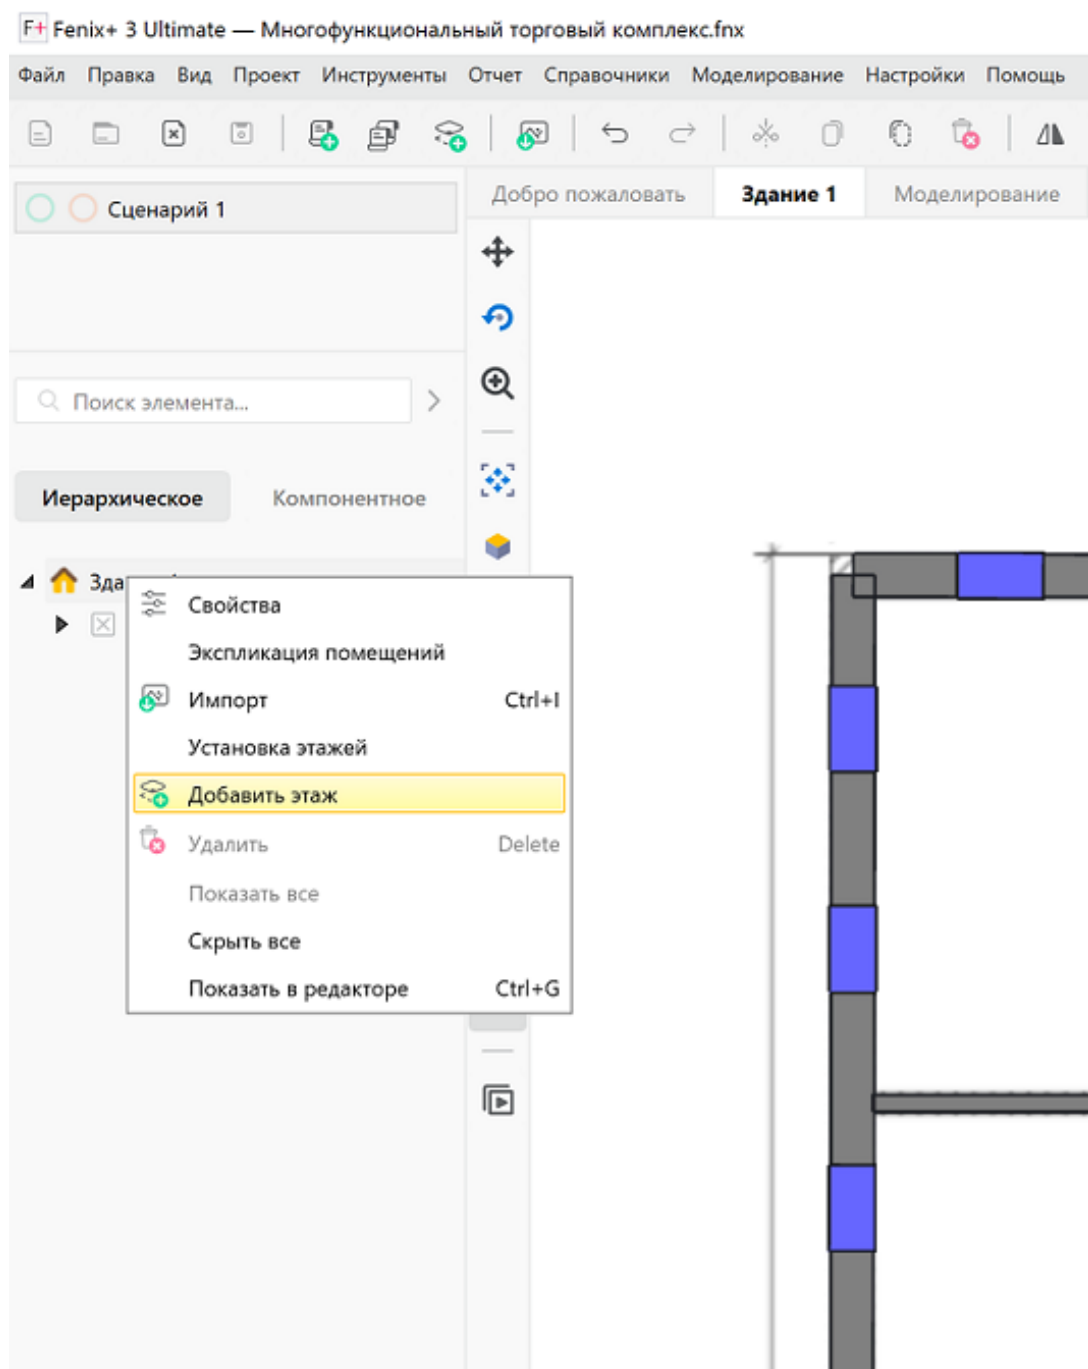 F+ Fenix+ 3 Ultimate — Многофункциональный торговый комплекс.fnx
Файл Правка Вид Проект Инструменты Отчет Справочники Моделирование Настройки Помощь
Сценарий 1
Добро пожаловать Здание 1 Моделирование
Поиск элемента...
Иерархическое Компонентное
Свойства
Экспликация помещений
Импорт Ctrl+I
Установка этажей
Добавить этаж
Удалить Delete
Показать все
Скрыть все
Показать в редакторе Ctrl+G